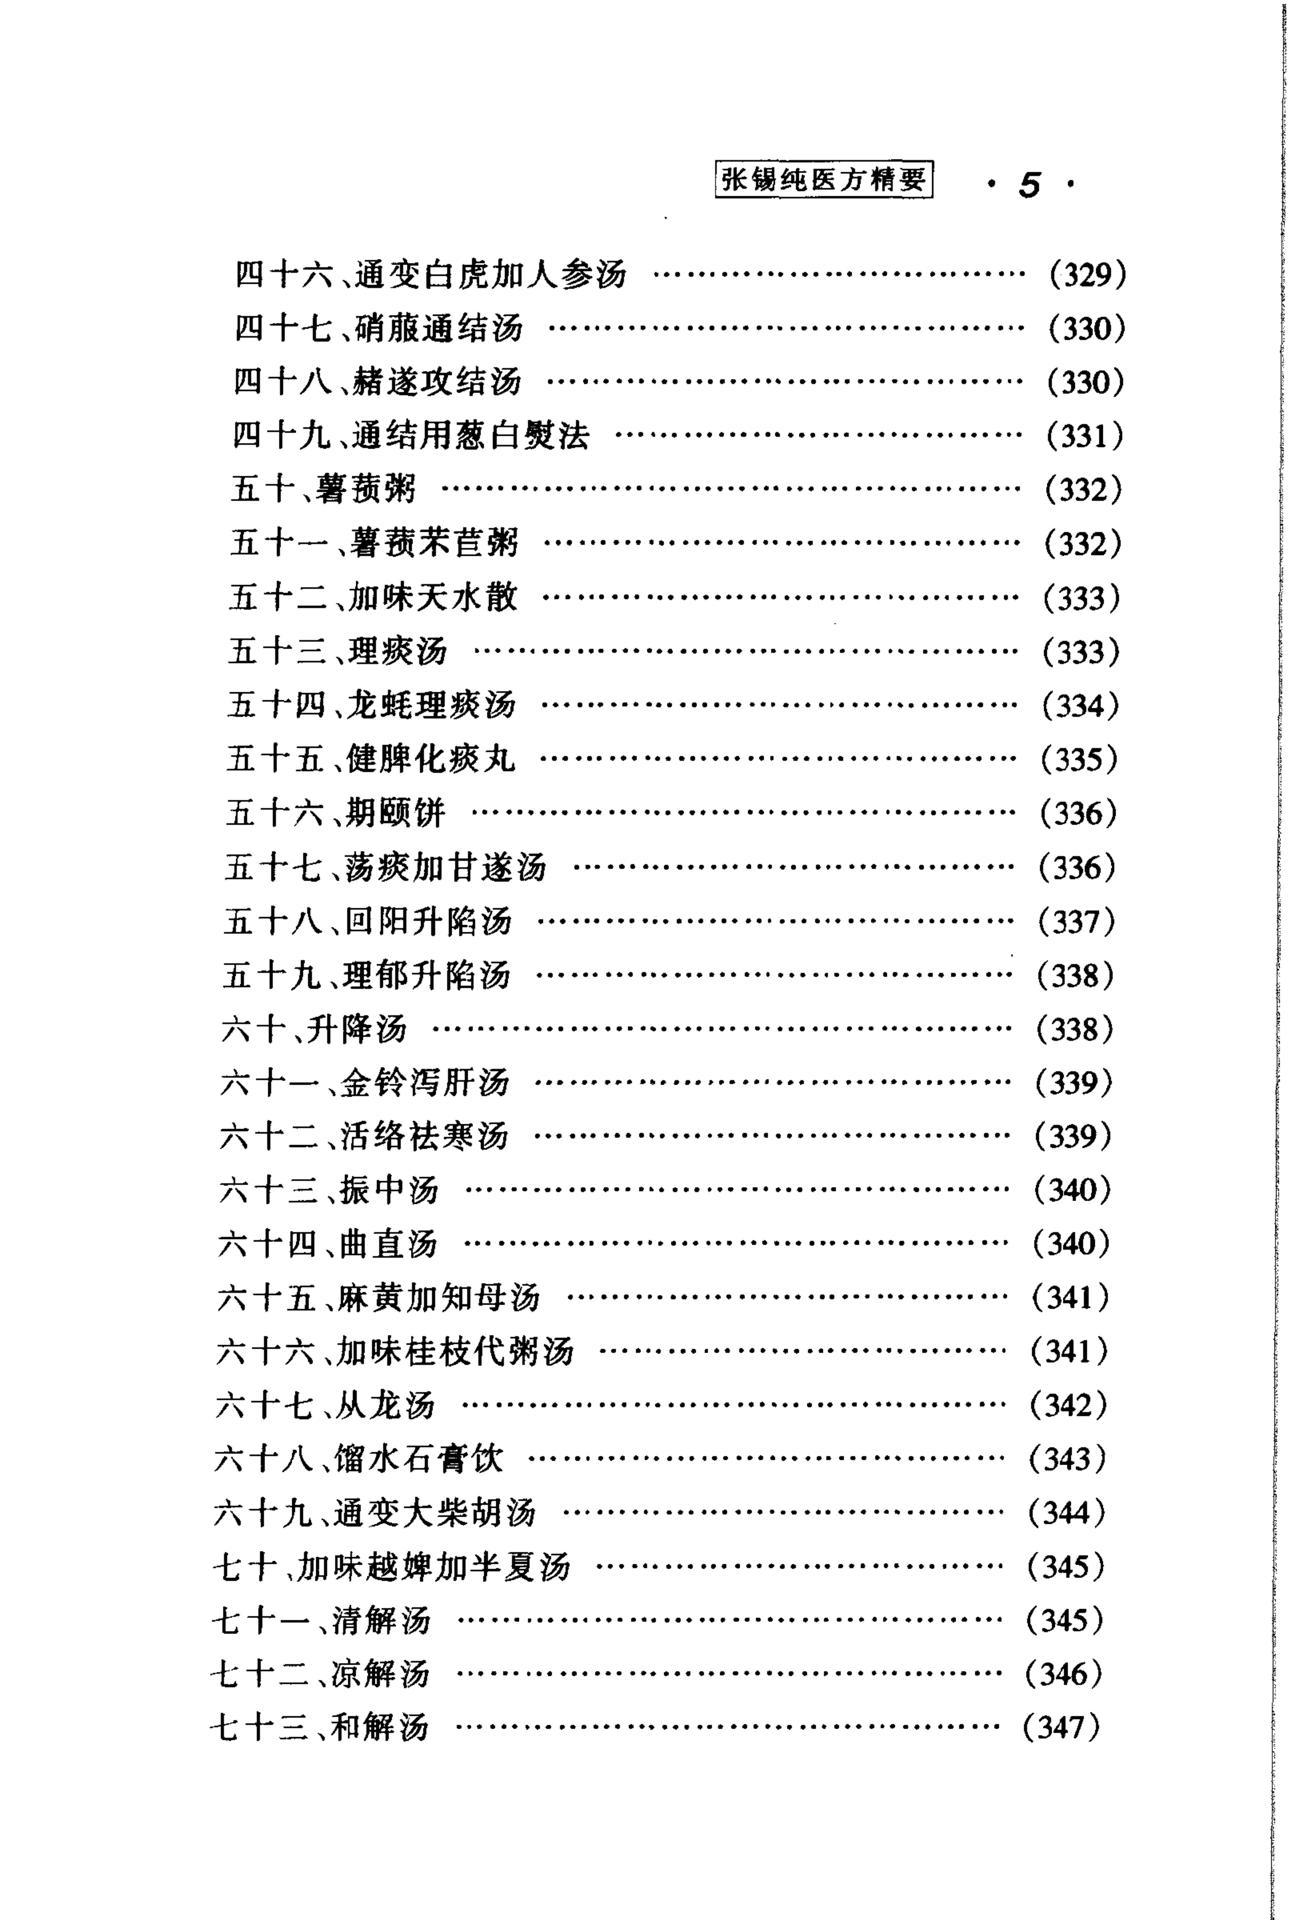 张锡纯医方精要 · 5 ·
四十六、通变白虎加人参汤 …………………………… (329)
四十七、硝菔通结汤 …………………………………… (330)
四十八、赭遂攻结汤 …………………………………… (330)
四十九、通结用葱白熨法 ……………………………… (331)
五十、薯蓣粥 …………………………………………… (332)
五十一、薯蓣芣苢粥 …………………………………… (332)
五十二、加味天水散 …………………………………… (333)
五十三、理痰汤 ………………………………………… (333)
五十四、龙蚝理痰汤 …………………………………… (334)
五十五、健脾化痰丸 …………………………………… (335)
五十六、期颐饼 ………………………………………… (336)
五十七、荡痰加甘遂汤 ………………………………… (336)
五十八、回阳升陷汤 …………………………………… (337)
五十九、理郁升陷汤 …………………………………… (338)
六十、升降汤 …………………………………………… (338)
六十一、金铃泻肝汤 …………………………………… (339)
六十二、活络祛寒汤 …………………………………… (339)
六十三、振中汤 ………………………………………… (340)
六十四、曲直汤 ………………………………………… (340)
六十五、麻黄加知母汤 ………………………………… (341)
六十六、加味桂枝代粥汤 ……………………………… (341)
六十七、从龙汤 ………………………………………… (342)
六十八、馏水石膏饮 …………………………………… (343)
六十九、通变大柴胡汤 ………………………………… (344)
七十、加味越婢加半夏汤 ……………………………… (345)
七十一、清解汤 ………………………………………… (345)
七十二、凉解汤 ………………………………………… (346)
七十三、和解汤 ………………………………………… (347)